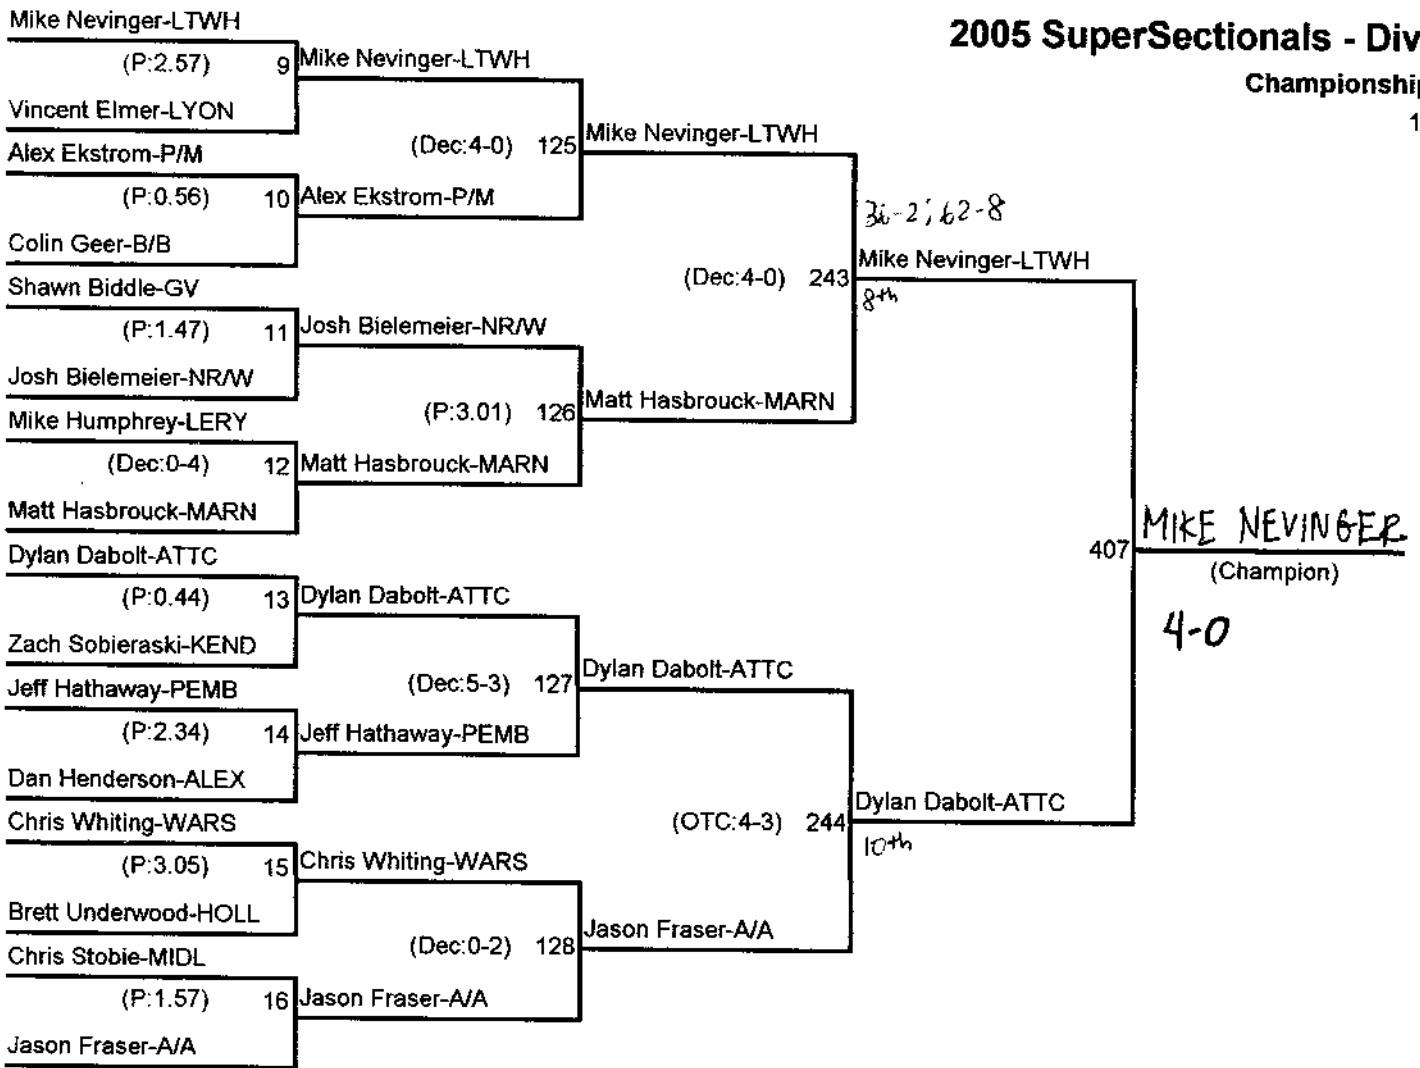 2005 SuperSectionals - Div
Championship
1
Mike Nevinger-LTWH
(P:2.57) 9 Mike Nevinger-LTWH
Vincent Elmer-LYON
(Dec:4-0) 125 Mike Nevinger-LTWH
Alex Ekstrom-P/M
(P:0.56) 10 Alex Ekstrom-P/M
Colin Geer-B/B
36-2; 62-8
(Dec:4-0) 243 Mike Nevinger-LTWH
8th
Shawn Biddle-GV
(P:1.47) 11 Josh Bielemeier-NR/W
Josh Bielemeier-NR/W
(P:3.01) 126 Matt Hasbrouck-MARN
Mike Humphrey-LERY
(Dec:0-4) 12 Matt Hasbrouck-MARN
Matt Hasbrouck-MARN
407 MIKE NEVINGER
(Champion)
4-0
Dylan Dabolt-ATTC
(P:0.44) 13 Dylan Dabolt-ATTC
Zach Sobieraski-KEND
(Dec:5-3) 127 Dylan Dabolt-ATTC
Jeff Hathaway-PEMB
(P:2.34) 14 Jeff Hathaway-PEMB
Dan Henderson-ALEX
(OTC:4-3) 244 Dylan Dabolt-ATTC
10th
Chris Whiting-WARS
(P:3.05) 15 Chris Whiting-WARS
Brett Underwood-HOLL
(Dec:0-2) 128 Jason Fraser-A/A
Chris Stobie-MIDL
(P:1.57) 16 Jason Fraser-A/A
Jason Fraser-A/A